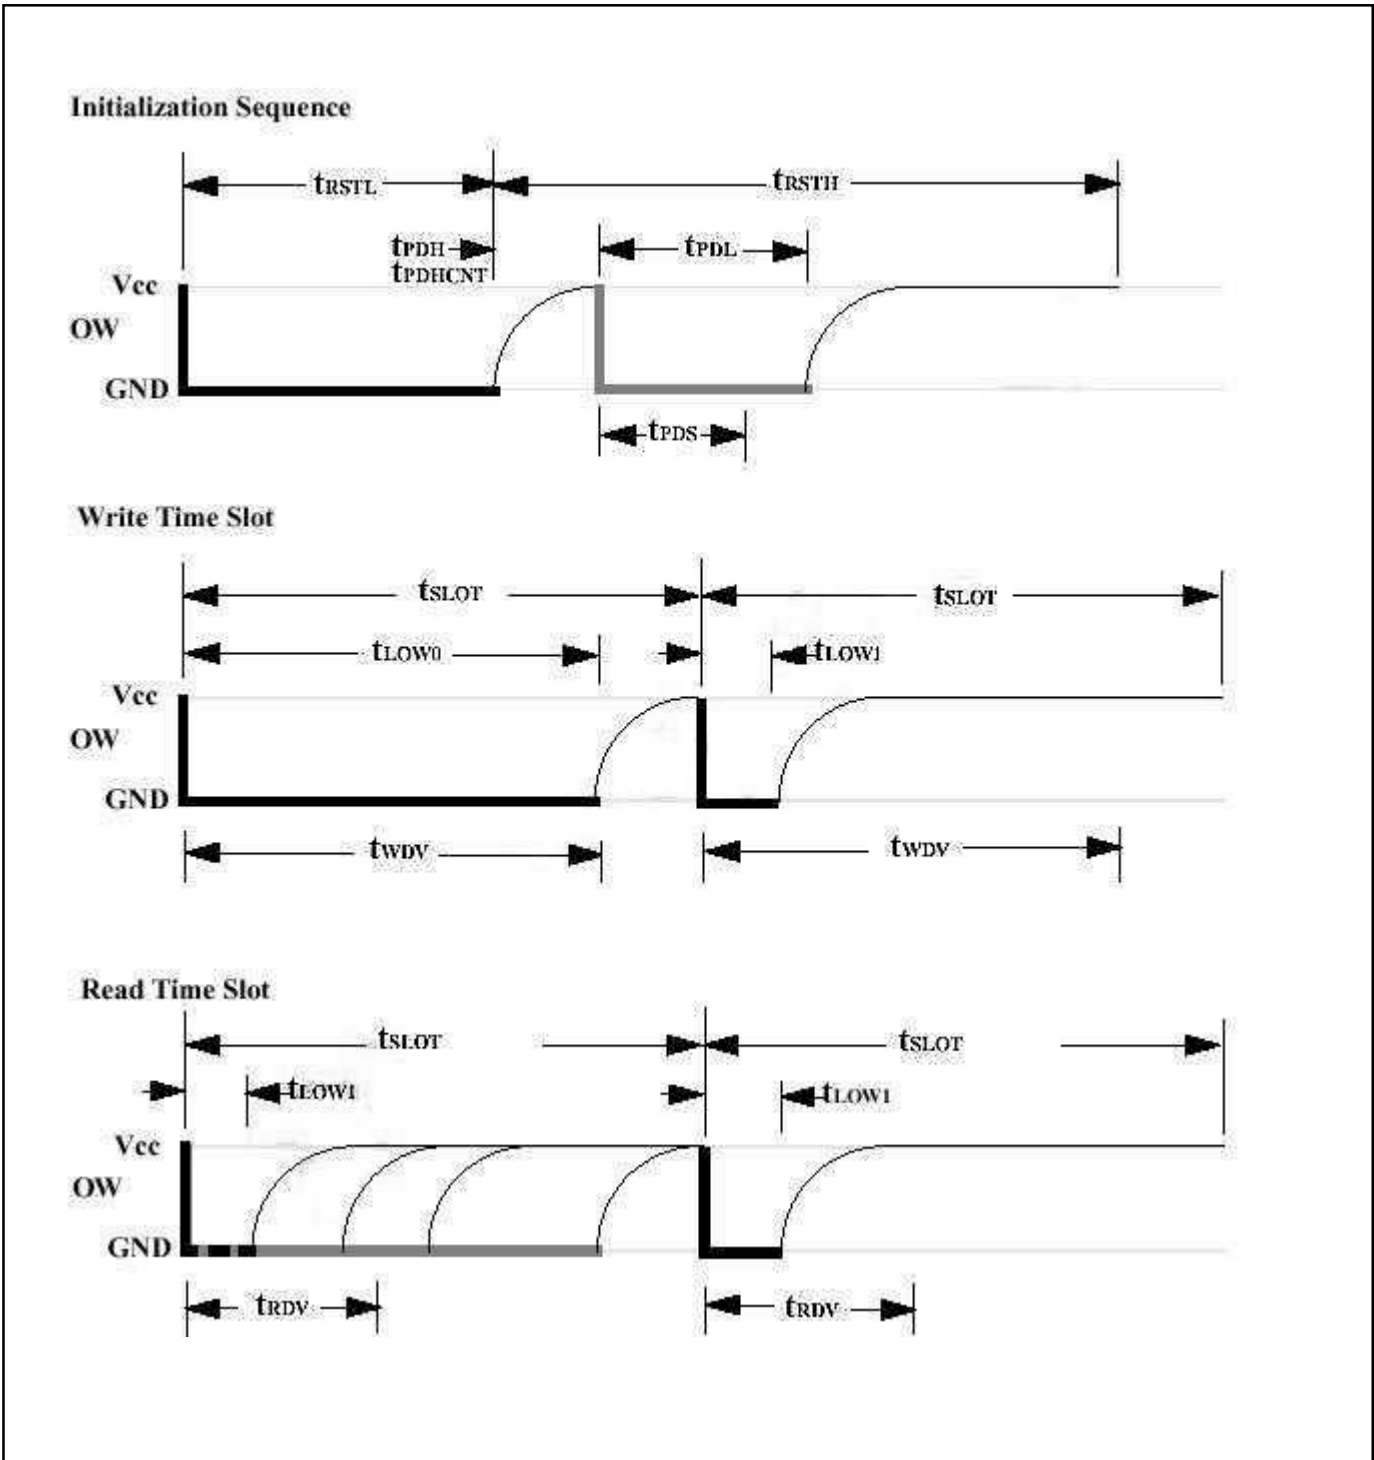 Initialization Sequence
tRSTL tRSTH
tPDH tPDL
tPDHCNT
Vcc
OW
GND
tPDS
Write Time Slot
tSLOT tSLOT
tLOW0 tLOW1
Vcc
OW
GND
tWDV tWDV
Read Time Slot
tSLOT tSLOT
tLOW1 tLOW1
Vcc
OW
GND
tRDV tRDV